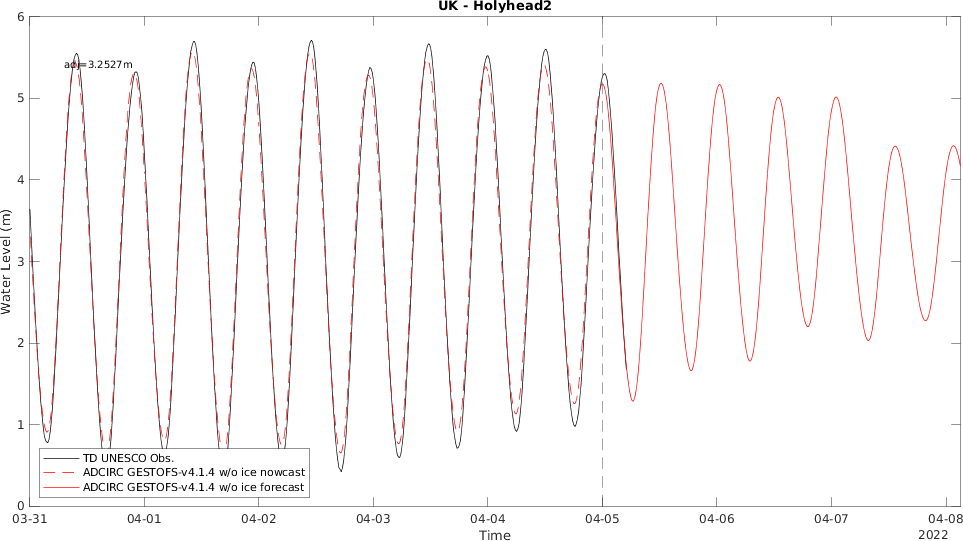 UK - Holyhead2
6
5
4
3
2
1
0
Water Level (m)
adj=3.2527m
TD UNESCO Obs.
ADCIRC GESTOFS-v4.1.4 w/o ice nowcast
ADCIRC GESTOFS-v4.1.4 w/o ice forecast
03-31 04-01 04-02 04-03 04-04 04-05 04-06 04-07 04-08
Time
2022